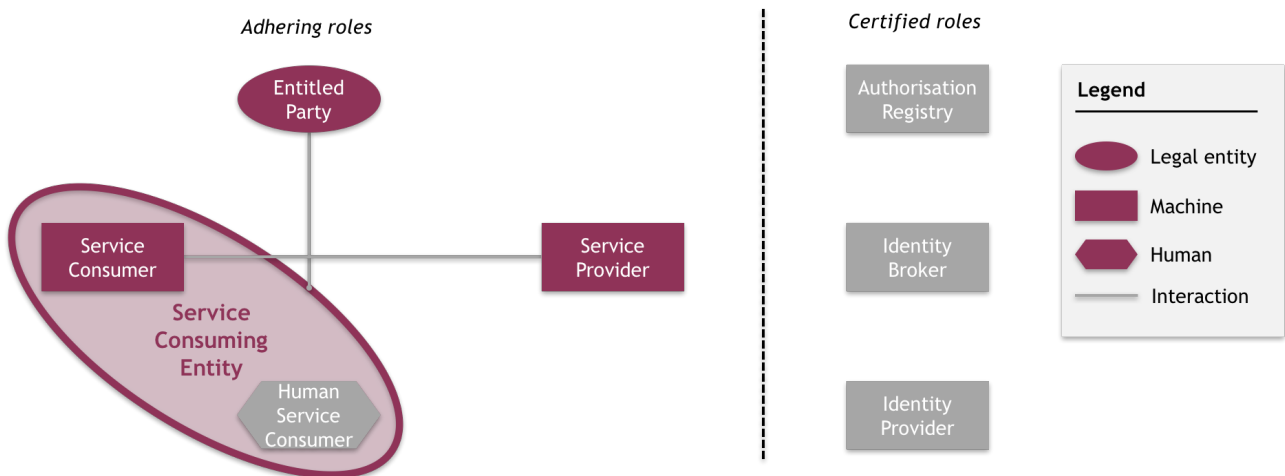 Adhering roles
Entitled
Party
Service
Consumer
Service
Provider
Service
Consuming
Entity
Human
Service
Consumer
Certified roles
Authorisation
Registry
Identity
Broker
Identity
Provider
Legend
Legal entity
Machine
Human
Interaction